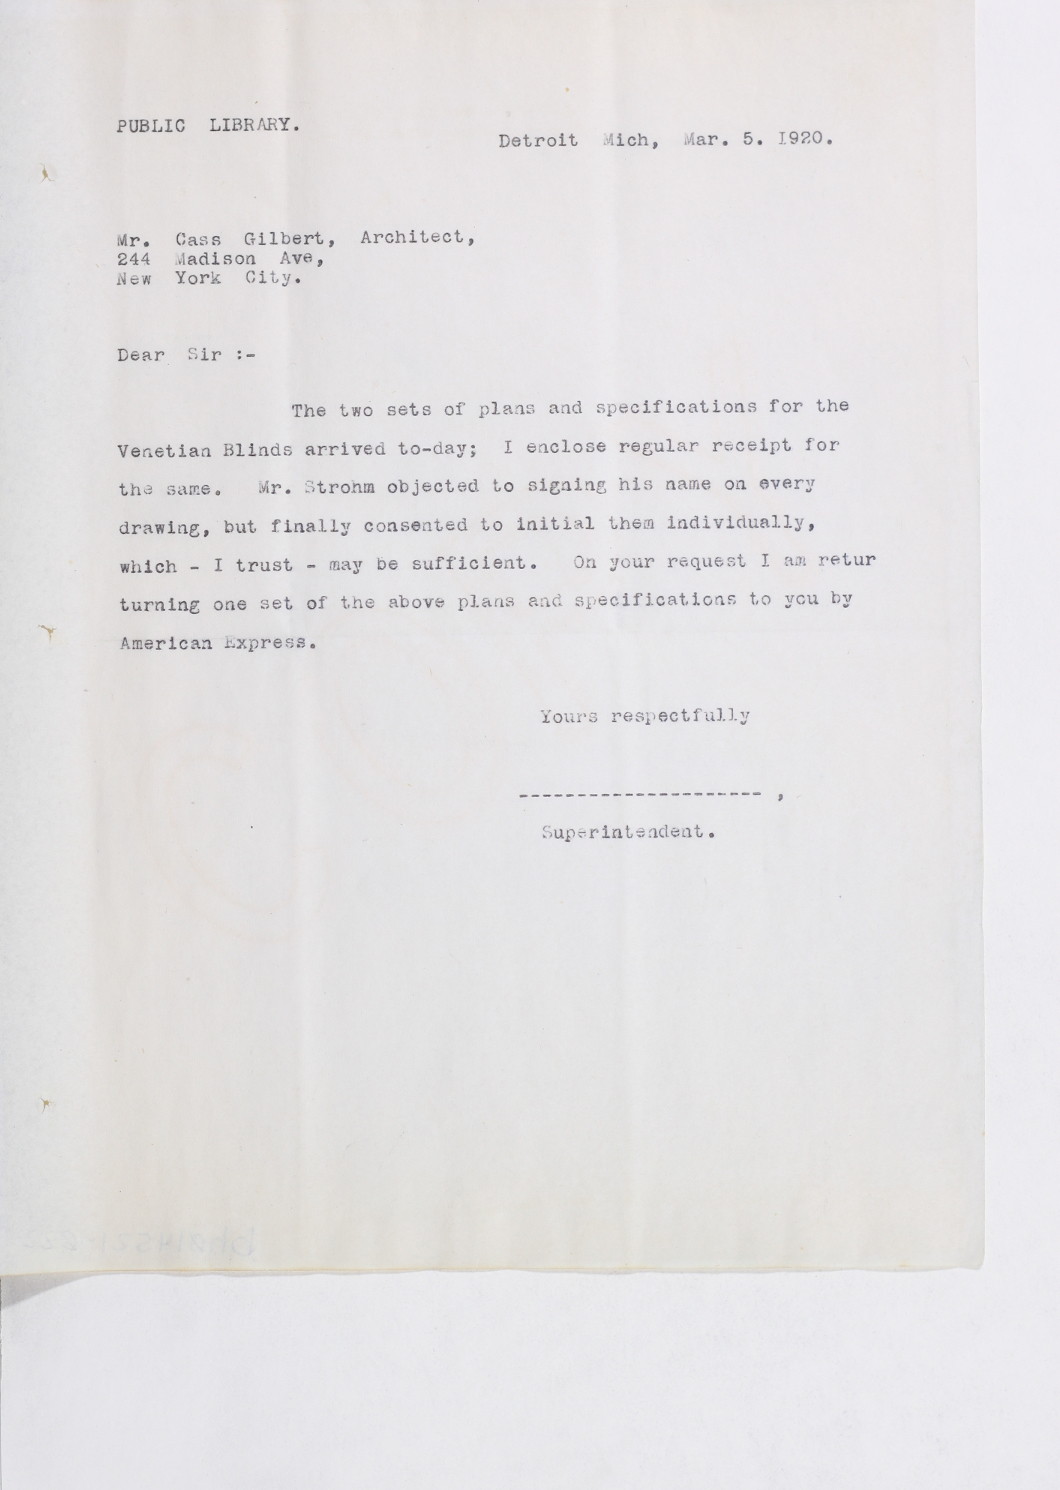 PUBLIC LIBRARY.
Detroit Mich, Mar. 5. 1920.
Mr. Cass Gilbert, Architect,
244 Madison Ave,
New York City.
Dear Sir :-
The two sets of plans and specifications for the
Venetian Blinds arrived to-day; I enclose regular receipt for
the same. Mr. Strohm objected to signing his name on every
drawing, but finally consented to initial them individually,
which - I trust - may be sufficient. On your request I am retur
turning one set of the above plans and specifications to you by
American Express.
Yours respectfully
--------------------- ,
Superintendent.